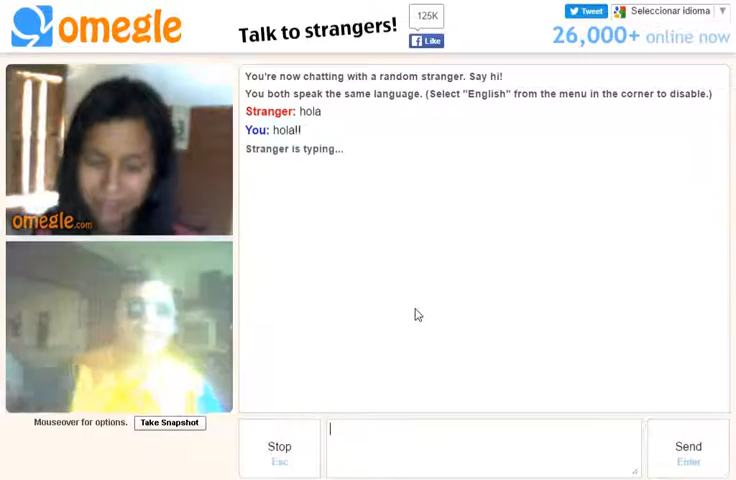 omegle
Talk to strangers!
125K
Like
Tweet
Seleccionar idioma ▼
26,000+ online now
You're now chatting with a random stranger. Say hi!
You both speak the same language. (Select "English" from the menu in the corner to disable.)
Stranger: hola
You: hola!!
Stranger is typing...
omegle.com
Mouseover for options.
Take Snapshot
Stop
Esc
Send
Enter